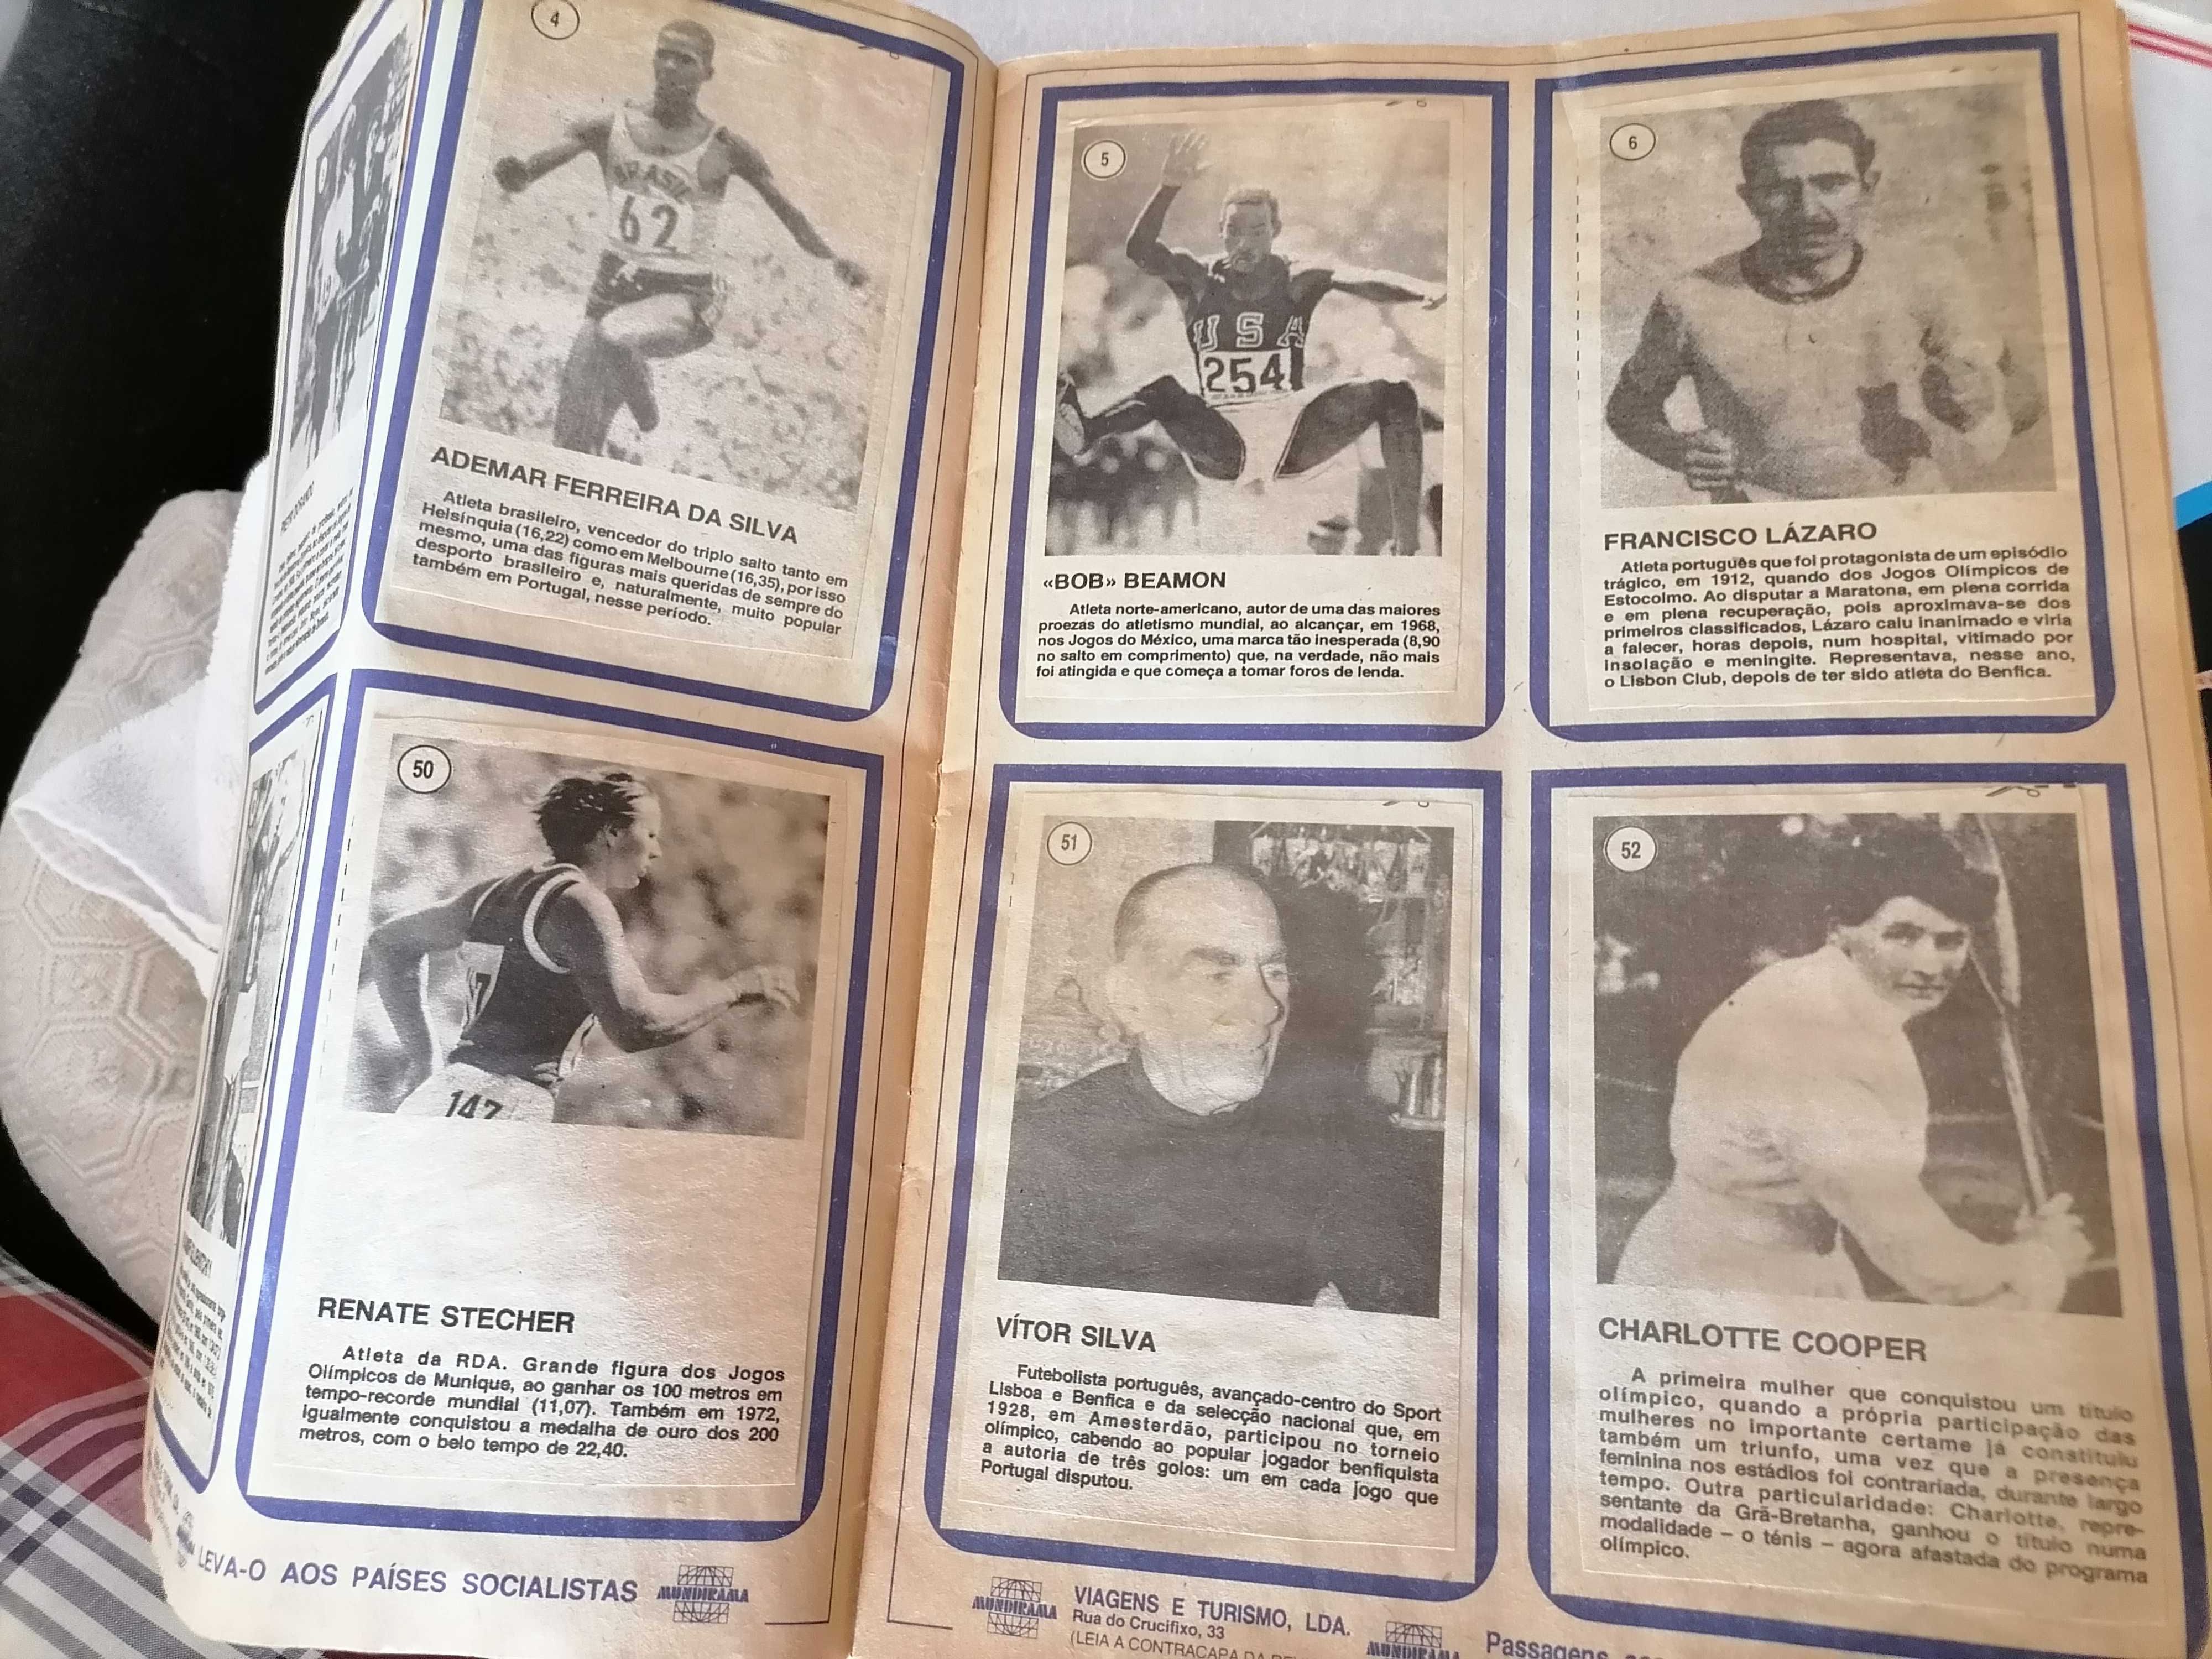 4
BRASIL
62
ADEMAR FERREIRA DA SILVA
Atleta brasileiro, vencedor do triplo salto tanto em
Helsínquia (16,22) como em Melbourne (16,35), por isso
mesmo, uma das figuras mais queridas de sempre do
desporto brasileiro e, naturalmente, muito popular
também em Portugal, nesse período.
5
USA
254
«BOB» BEAMON
Atleta norte-americano, autor de uma das maiores
proezas do atletismo mundial, ao alcançar, em 1968,
nos Jogos do México, uma marca tão inesperada (8,90
no salto em comprimento) que, na verdade, não mais
foi atingida e que começa a tomar foros de lenda.
6
FRANCISCO LÁZARO
Atleta português que foi protagonista de um episódio
trágico, em 1912, quando dos Jogos Olímpicos de
Estocolmo. Ao disputar a Maratona, em plena corrida
e em plena recuperação, pois aproximava-se dos
primeiros classificados, Lázaro caiu inanimado e viria
a falecer, horas depois, num hospital, vitimado por
insolação e meningite. Representava, nesse ano,
o Lisbon Club, depois de ter sido atleta do Benfica.
50
147
RENATE STECHER
Atleta da RDA. Grande figura dos Jogos
Olímpicos de Munique, ao ganhar os 100 metros em
tempo-recorde mundial (11,07). Também em 1972,
igualmente conquistou a medalha de ouro dos 200
metros, com o belo tempo de 22,40.
51
VÍTOR SILVA
Futebolista português, avançado-centro do Sport
Lisboa e Benfica e da selecção nacional que, em
1928, em Amesterdão, participou no torneio
olímpico, cabendo ao popular jogador benfiquista
a autoria de três golos: um em cada jogo que
Portugal disputou.
52
CHARLOTTE COOPER
A primeira mulher que conquistou um título
olímpico, quando a própria participação das
mulheres no importante certame já constituiu
também um triunfo, uma vez que a presença
feminina nos estádios foi contrariada, durante largo
tempo. Outra particularidade: Charlotte, repre-
sentante da Grã-Bretanha, ganhou o título numa
modalidade – o ténis – agora afastada do programa
olímpico.
LEVA-O AOS PAÍSES SOCIALISTAS
MUNDIRAMA
MUNDIRAMA
VIAGENS E TURISMO, LDA.
Rua do Crucifixo, 33
(LEIA A CONTRACAPA DA
MUNDIRAMA
Passagens